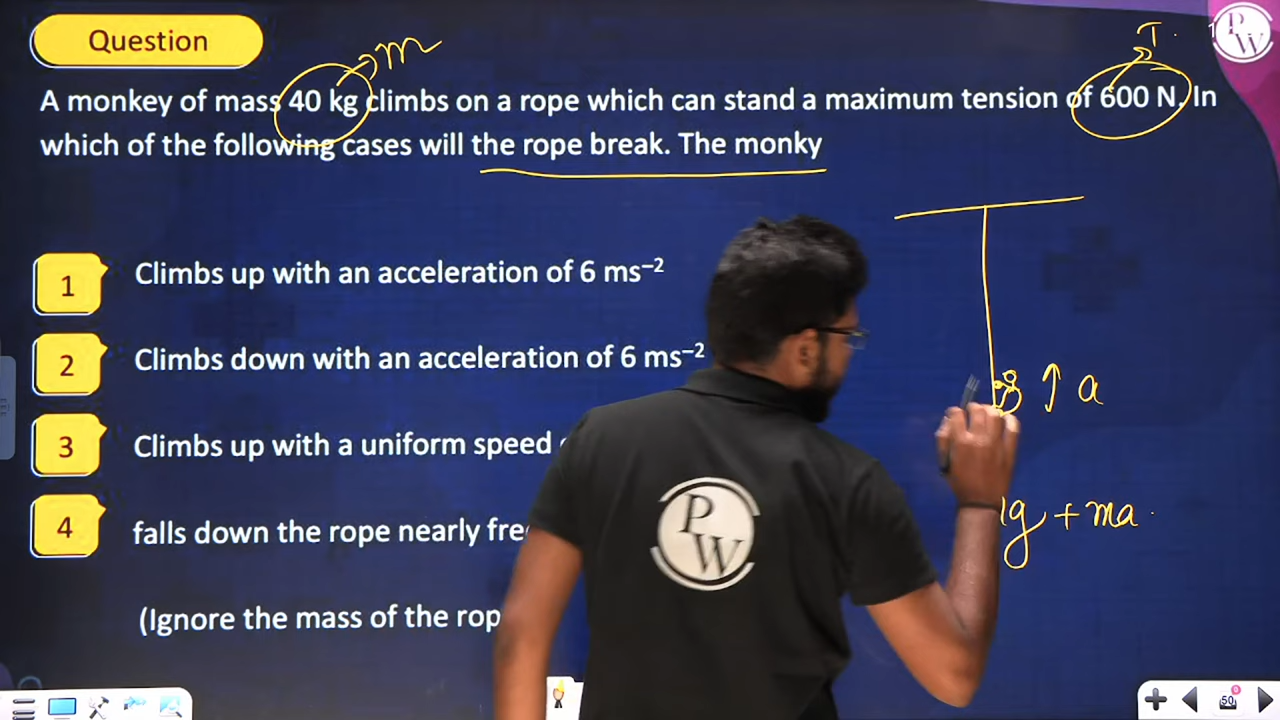 Question
m
T.
PW
A monkey of mass 40 kg climbs on a rope which can stand a maximum tension of 600 N. In
which of the following cases will the rope break. The monky
1 Climbs up with an acceleration of 6 ms⁻²
2 Climbs down with an acceleration of 6 ms⁻²
3 Climbs up with a uniform speed
4 falls down the rope nearly
(Ignore the mass of the
↑ a
g + ma.
PW
50